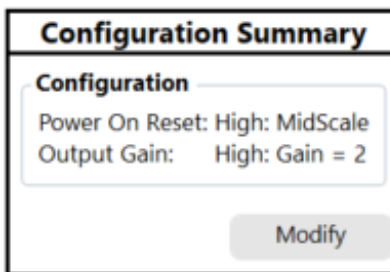 Configuration Summary
Configuration
Power On Reset: High: MidScale
Output Gain: High: Gain = 2
Modify